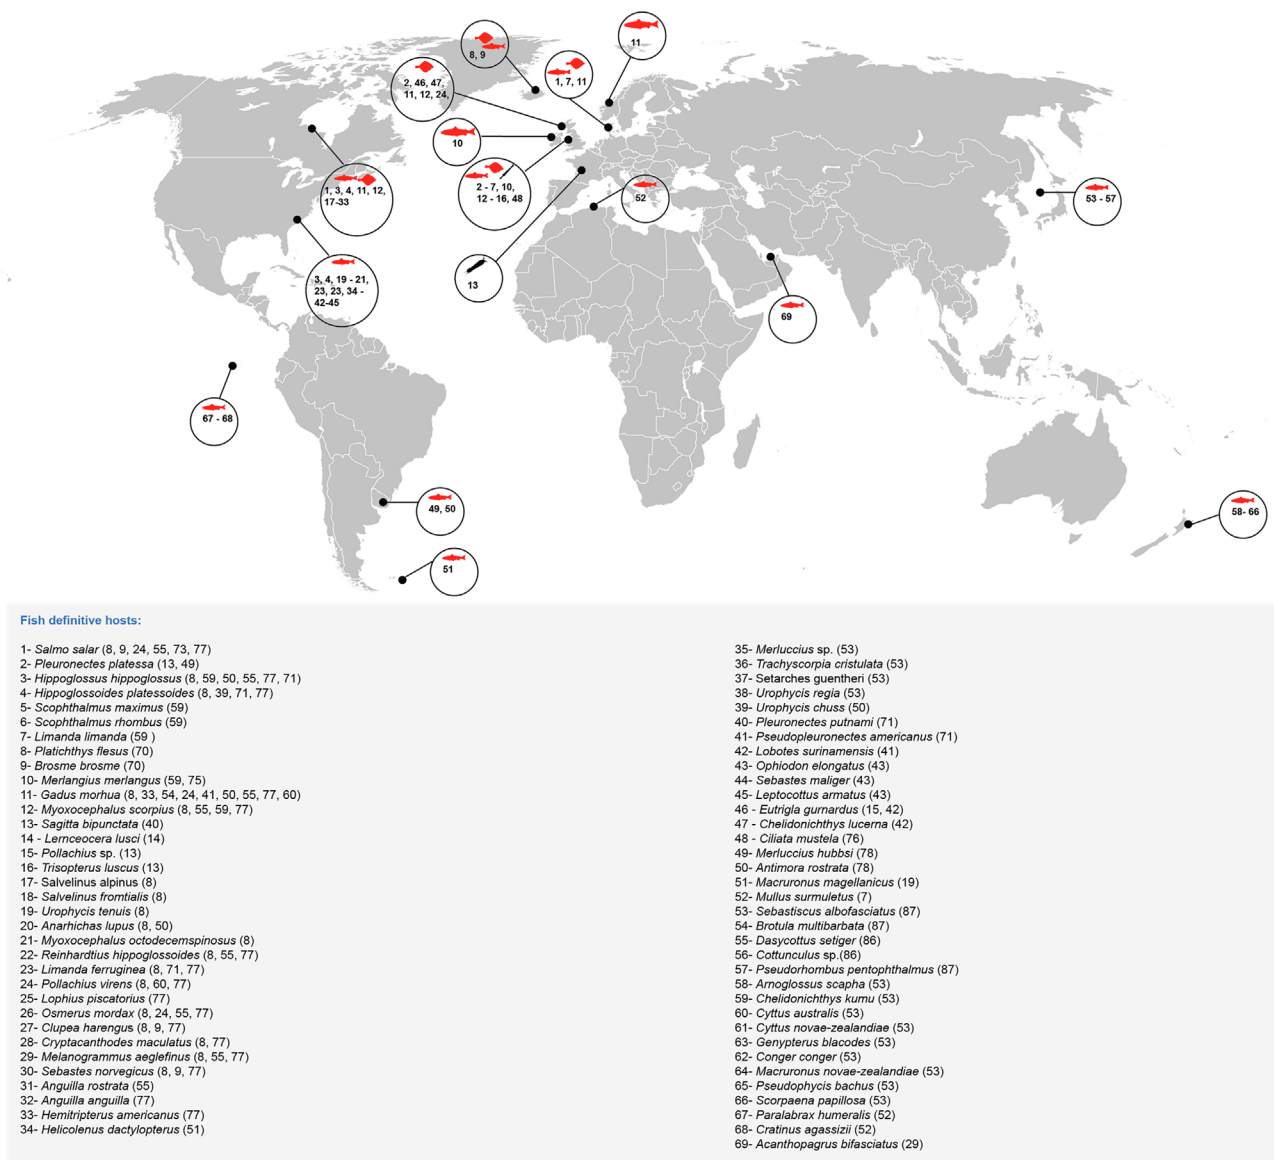 11
8, 9
1, 7, 11
2, 46, 47,
11, 12, 24,
10
1, 3, 4, 11, 12,
17-33
2 - 7, 10,
12 - 16, 48
52
53 - 57
13
3, 4, 19 - 21,
23, 23, 34 -
42-45
69
67 - 68
49, 50
58- 66
51
Fish definitive hosts:
1- Salmo salar (8, 9, 24, 55, 73, 77)
2- Pleuronectes platessa (13, 49)
3- Hippoglossus hippoglossus (8, 59, 50, 55, 77, 71)
4- Hippoglossoides platessoides (8, 39, 71, 77)
5- Scophthalmus maximus (59)
6- Scophthalmus rhombus (59)
7- Limanda limanda (59 )
8- Platichthys flesus (70)
9- Brosme brosme (70)
10- Merlangius merlangus (59, 75)
11- Gadus morhua (8, 33, 54, 24, 41, 50, 55, 77, 60)
12- Myoxocephalus scorpius (8, 55, 59, 77)
13- Sagitta bipunctata (40)
14 - Lernceocera lusci (14)
15- Pollachius sp. (13)
16- Trisopterus luscus (13)
17- Salvelinus alpinus (8)
18- Salvelinus fromtialis (8)
19- Urophycis tenuis (8)
20- Anarhichas lupus (8, 50)
21- Myoxocephalus octodecemspinosus (8)
22- Reinhardtius hippoglossoides (8, 55, 77)
23- Limanda ferruginea (8, 71, 77)
24- Pollachius virens (8, 60, 77)
25- Lophius piscatorius (77)
26- Osmerus mordax (8, 24, 55, 77)
27- Clupea harengus (8, 9, 77)
28- Cryptacanthodes maculatus (8, 77)
29- Melanogrammus aeglefinus (8, 55, 77)
30- Sebastes norvegicus (8, 9, 77)
31- Anguilla rostrata (55)
32- Anguilla anguilla (77)
33- Hemitripterus americanus (77)
34- Helicolenus dactylopterus (51)
35- Merluccius sp. (53)
36- Trachyscorpia cristulata (53)
37- Setarches guentheri (53)
38- Urophycis regia (53)
39- Urophycis chuss (50)
40- Pleuronectes putnami (71)
41- Pseudopleuronectes americanus (71)
42- Lobotes surinamensis (41)
43- Ophiodon elongatus (43)
44- Sebastes maliger (43)
45- Leptocottus armatus (43)
46 - Eutrigla gurnardus (15, 42)
47 - Chelidonichthys lucerna (42)
48 - Ciliata mustela (76)
49- Merluccius hubbsi (78)
50- Antimora rostrata (78)
51- Macruronus magellanicus (19)
52- Mullus surmuletus (7)
53- Sebastiscus albofasciatus (87)
54- Brotula multibarbata (87)
55- Dasycottus setiger (86)
56- Cottunculus sp.(86)
57- Pseudorhombus pentophthalmus (87)
58- Arnoglossus scapha (53)
59- Chelidonichthys kumu (53)
60- Cyttus australis (53)
61- Cyttus novae-zealandiae (53)
63- Genypterus blacodes (53)
62- Conger conger (53)
64- Macruronus novae-zealandiae (53)
65- Pseudophycis bachus (53)
66- Scorpaena papillosa (53)
67- Paralabrax humeralis (52)
68- Cratinus agassizii (52)
69- Acanthopagrus bifasciatus (29)